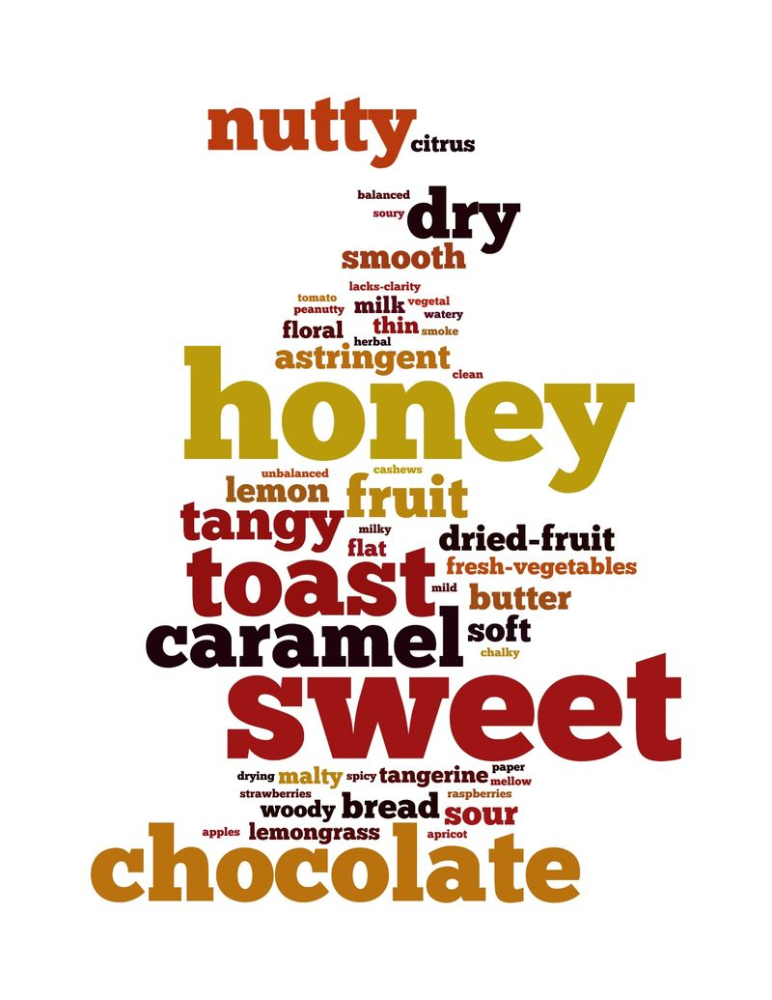 nutty
citrus
balanced
soury
dry
smooth
lacks-clarity
tomato
milk
vegetal
peanutty
watery
floral
thin
smoke
herbal
astringent
clean
honey
unbalanced
cashews
lemon
fruit
tangy
milky
dried-fruit
flat
fresh-vegetables
toast
mild
butter
caramel
soft
chalky
sweet
drying
malty
spicy
tangerine
paper
mellow
strawberries
raspberries
woody
bread
sour
apples
lemongrass
apricot
chocolate